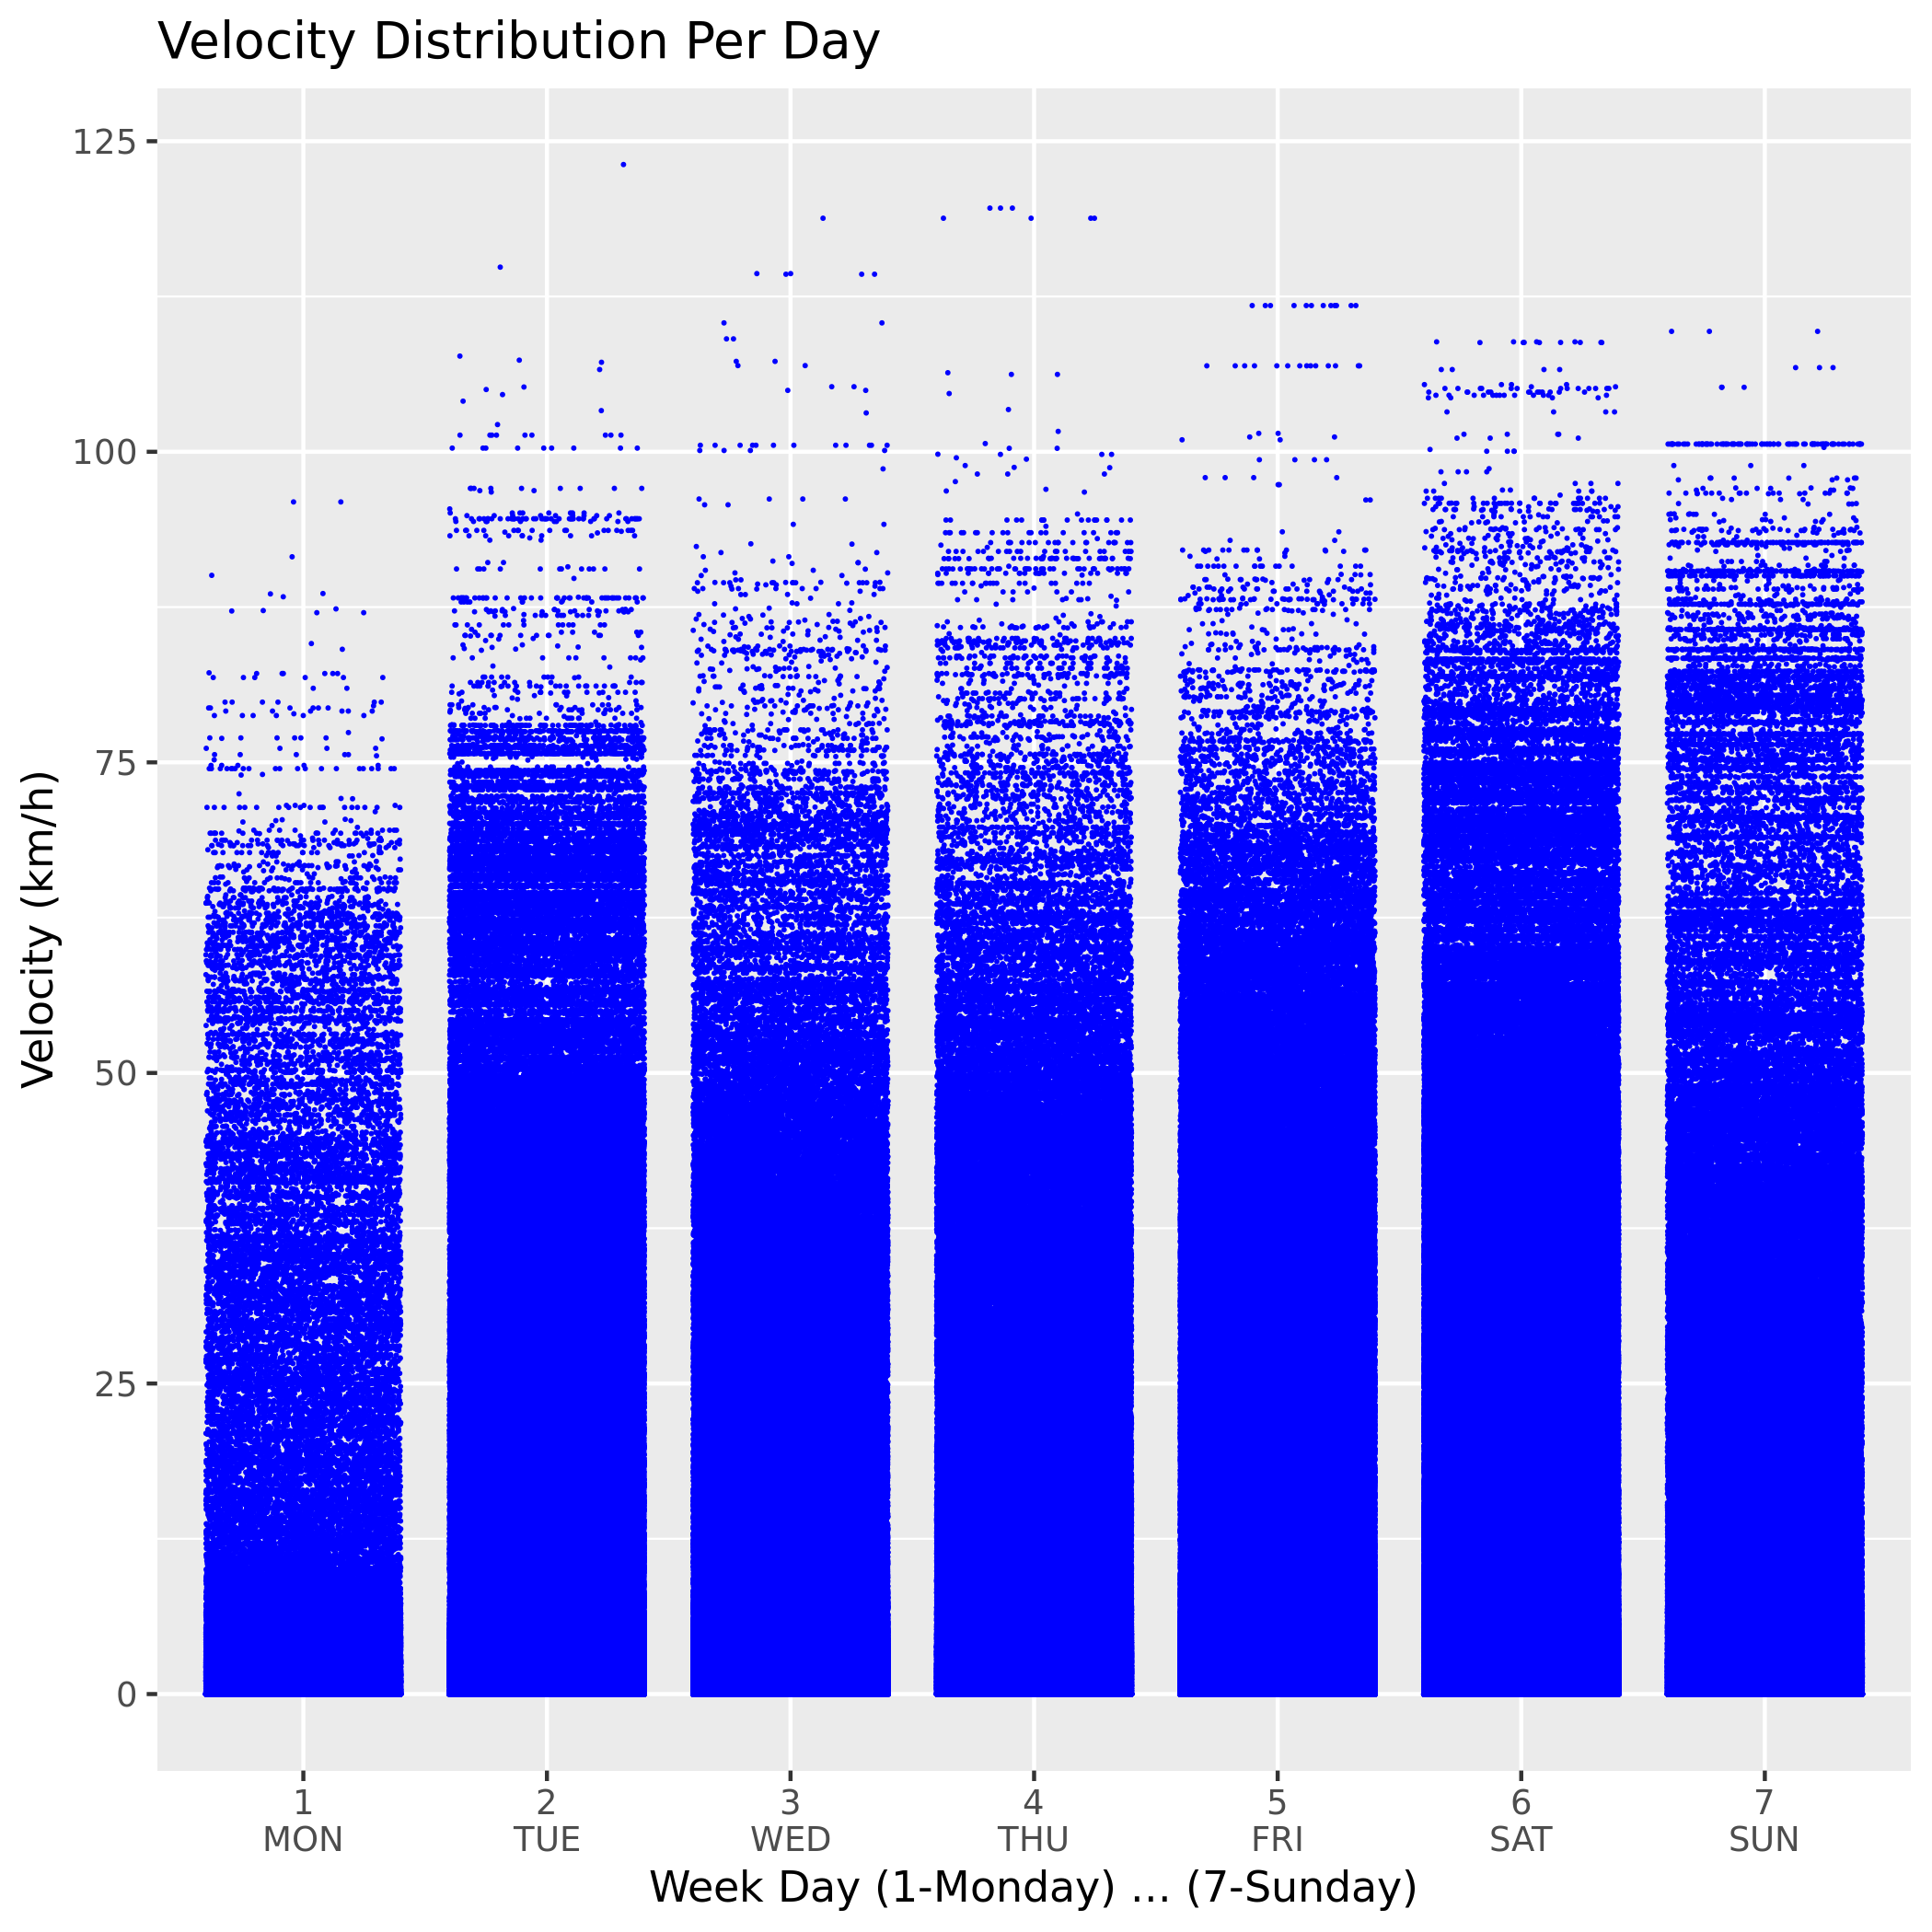 Velocity Distribution Per Day
125
100
75
50
25
0
Velocity (km/h)
1 2 3 4 5 6 7
MON TUE WED THU FRI SAT SUN
Week Day (1-Monday) ... (7-Sunday)